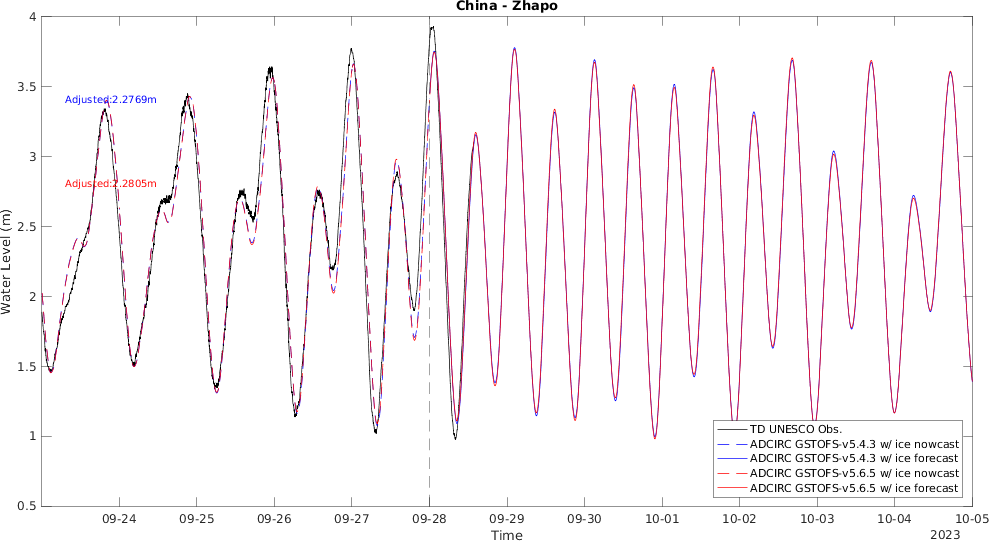 China - Zhapo
4
3.5
3
2.5
2
1.5
1
0.5
Water Level (m)
Adjusted:2.2769m
Adjusted:2.2805m
TD UNESCO Obs.
ADCIRC GSTOFS-v5.4.3 w/ ice nowcast
ADCIRC GSTOFS-v5.4.3 w/ ice forecast
ADCIRC GSTOFS-v5.6.5 w/ ice nowcast
ADCIRC GSTOFS-v5.6.5 w/ ice forecast
09-24 09-25 09-26 09-27 09-28 09-29 09-30 10-01 10-02 10-03 10-04 10-05
Time
2023